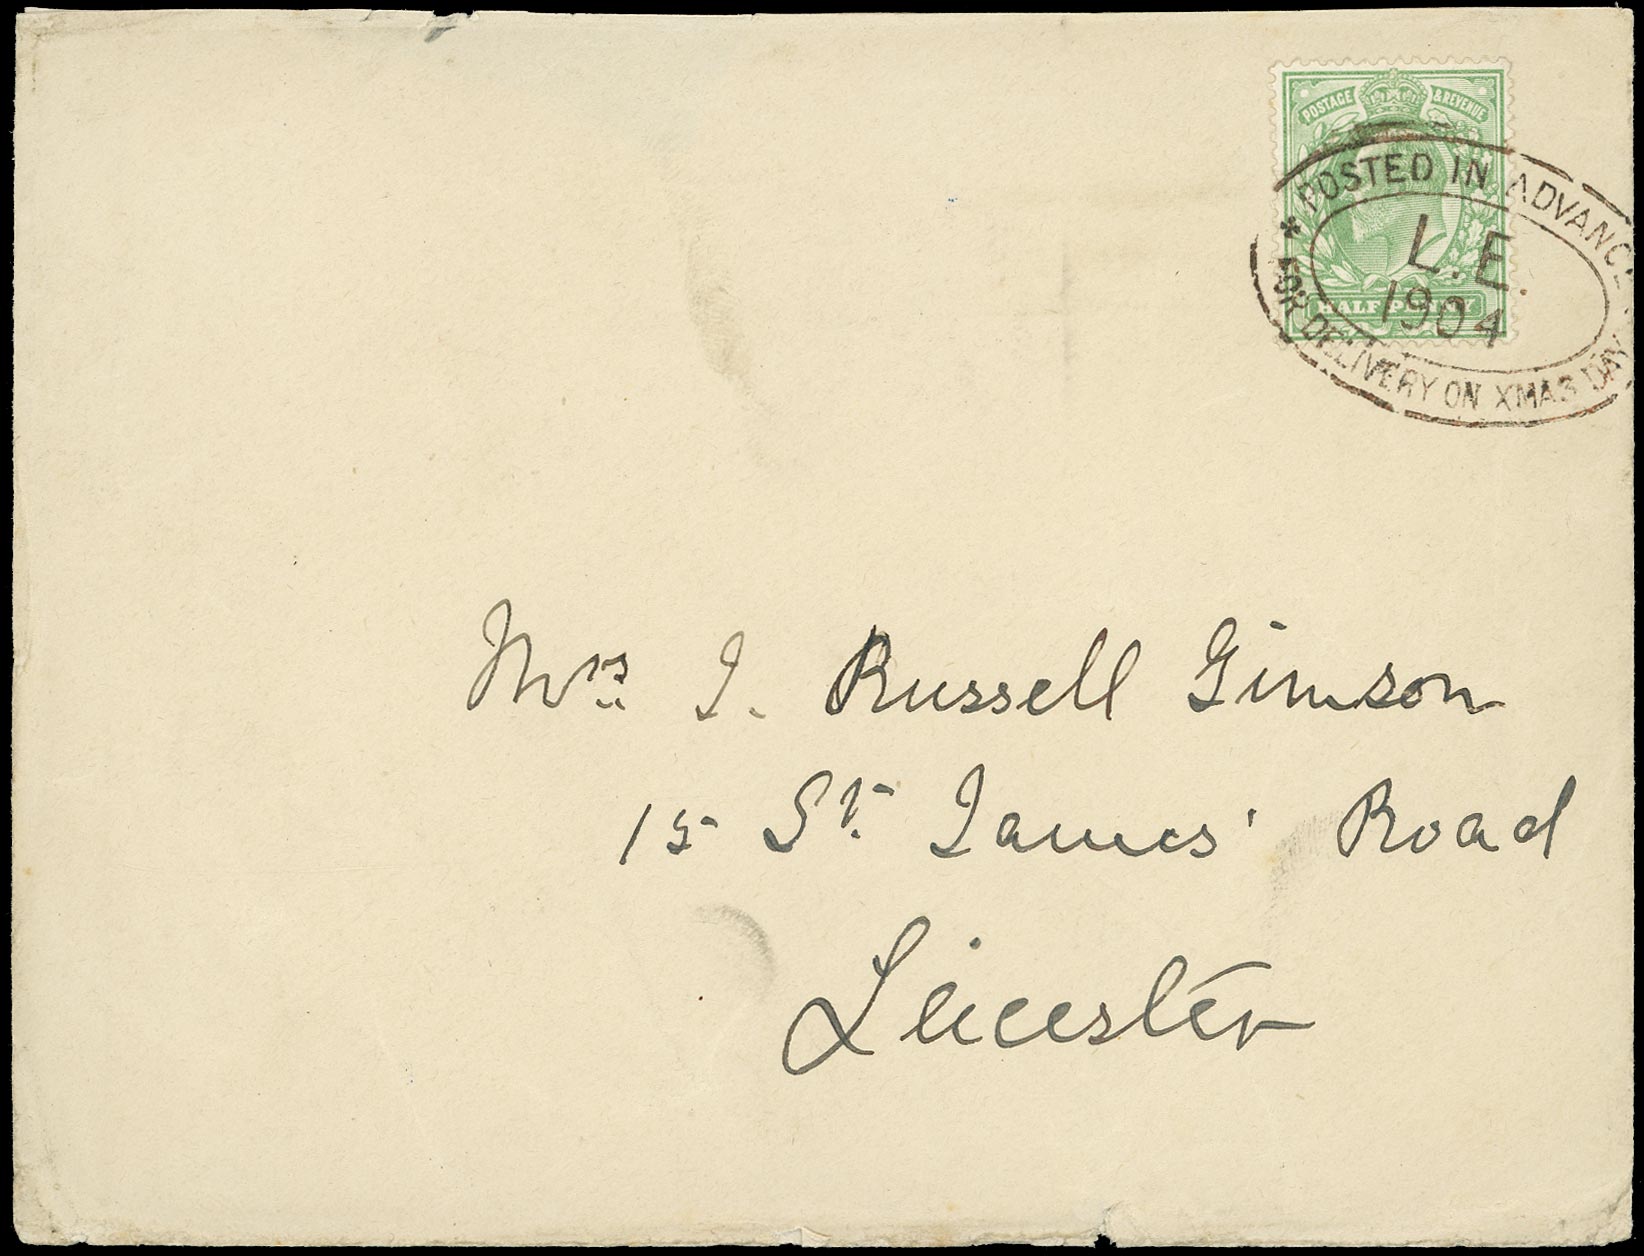 POSTAGE & REVENUE
HALFPENNY
* POSTED IN ADVANCE
L.E.
1904
FOR DELIVERY ON XMAS DAY
Mrs. J. Russell Gimson
15 St. James' Road
Leicester